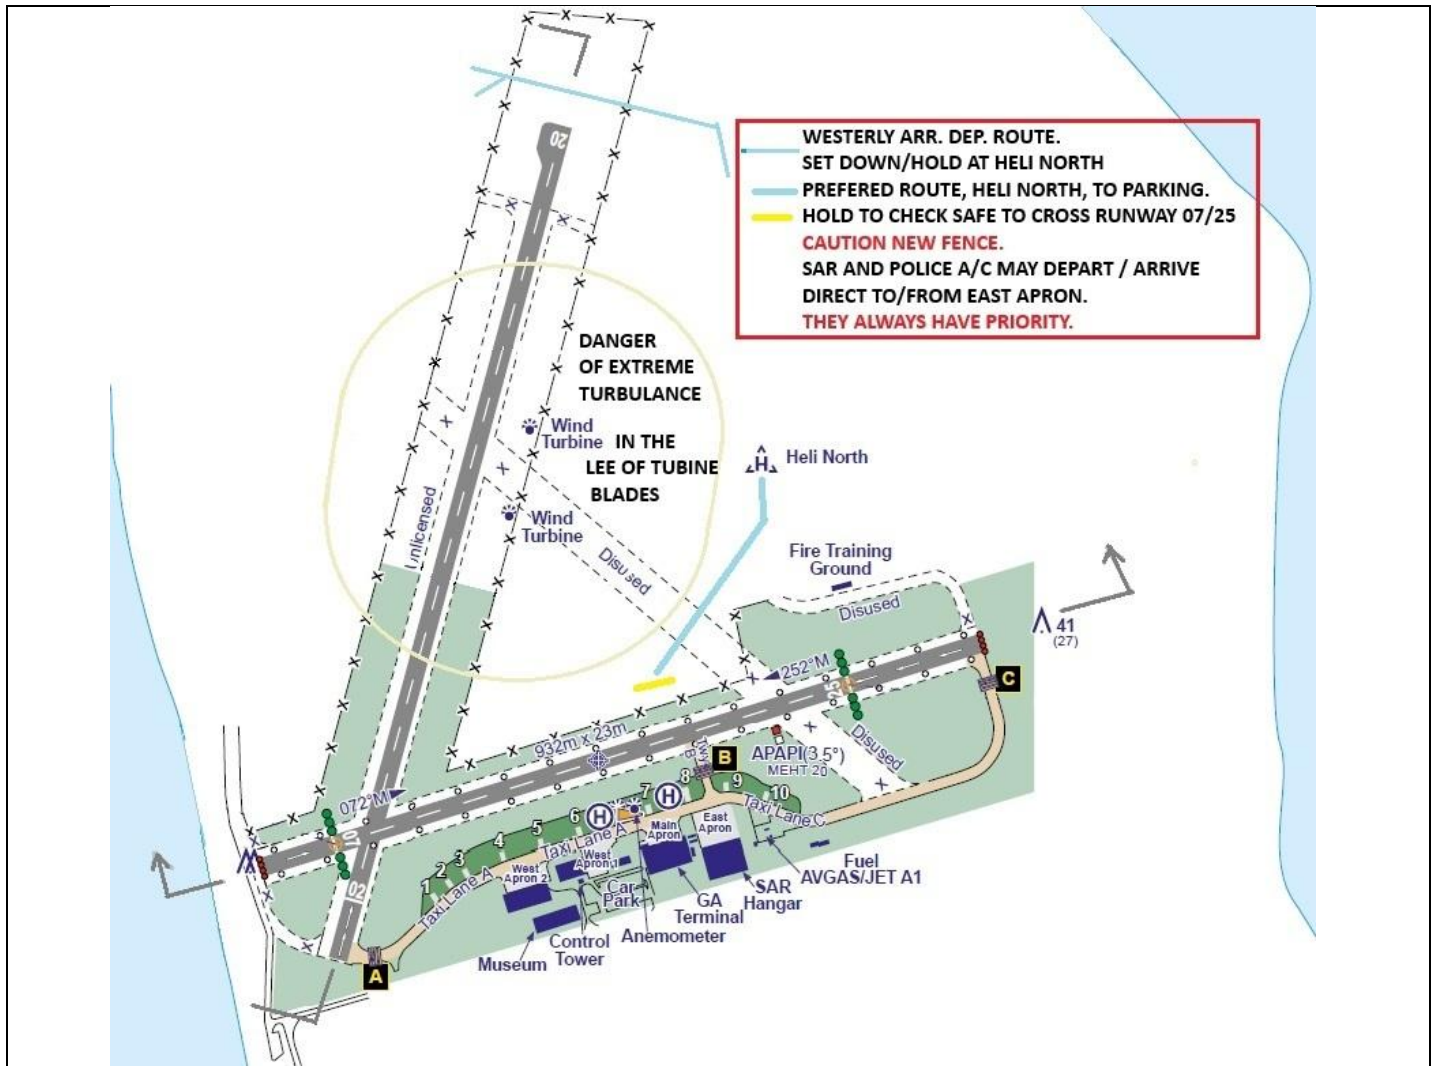 20
WESTERLY ARR. DEP. ROUTE.
SET DOWN/HOLD AT HELI NORTH
PREFERED ROUTE, HELI NORTH, TO PARKING.
HOLD TO CHECK SAFE TO CROSS RUNWAY 07/25
CAUTION NEW FENCE.
SAR AND POLICE A/C MAY DEPART / ARRIVE
DIRECT TO/FROM EAST APRON.
THEY ALWAYS HAVE PRIORITY.
DANGER
OF EXTREME
TURBULANCE
IN THE
LEE OF TUBINE
BLADES
Wind
Turbine
Wind
Turbine
H
Heli North
Unlicensed
Disused
Fire Training
Ground
Disused
41
(27)
252°M
25
C
932m x 23m
Twy
B
B
APAPI(3.5°)
MEHT 20
Disused
072°M
07
02
1
2
3
4
5
6
H
7
H
8
9
10
Taxi Lane A
Taxi Lane A
Taxi Lane C
Main
Apron
East
Apron
West
Apron 1
West
Apron 2
Car
Park
Fuel
AVGAS/JET A1
SAR
Hangar
GA
Terminal
Anemometer
Control
Tower
Museum
A